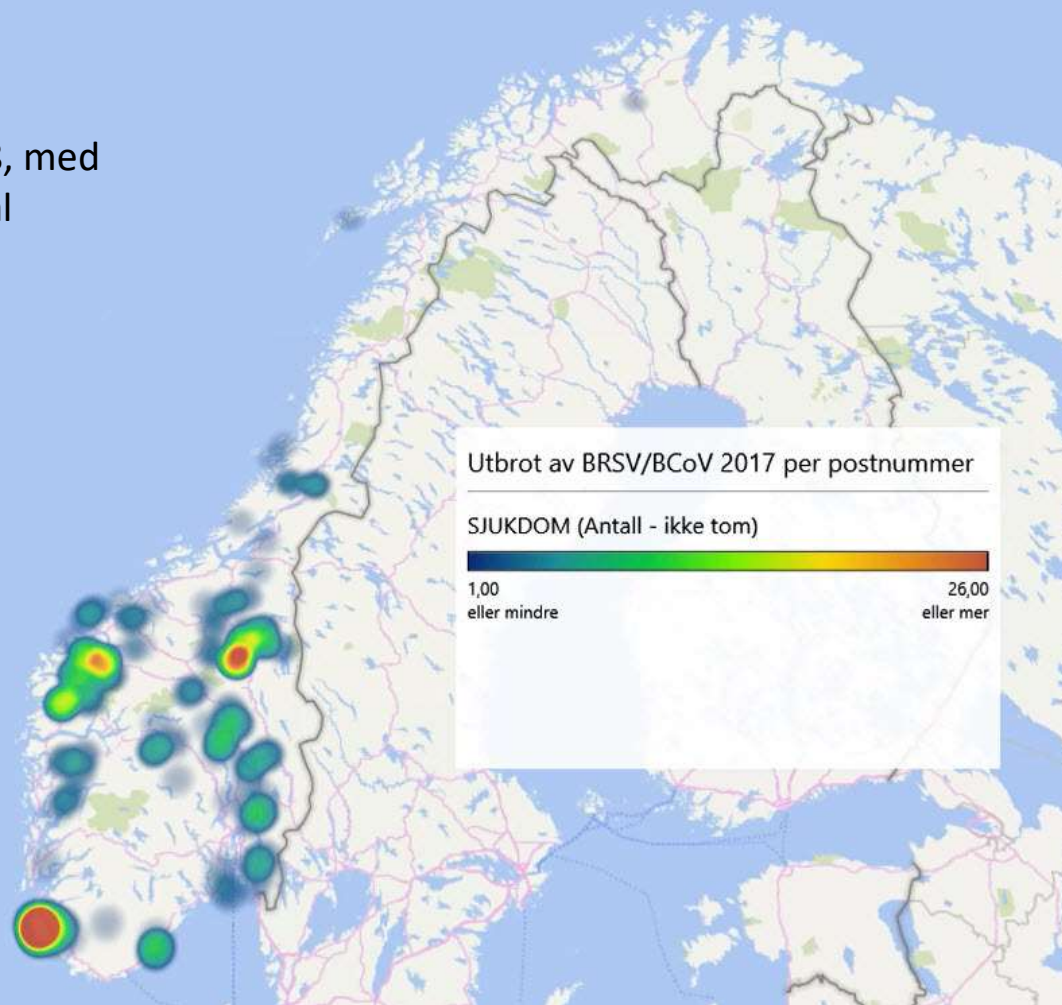 , med
Utbrot av BRSV/BCoV 2017 per postnummer
SJUKDOM (Antall - ikke tom)
1,00 26,00
eller mindre eller mer